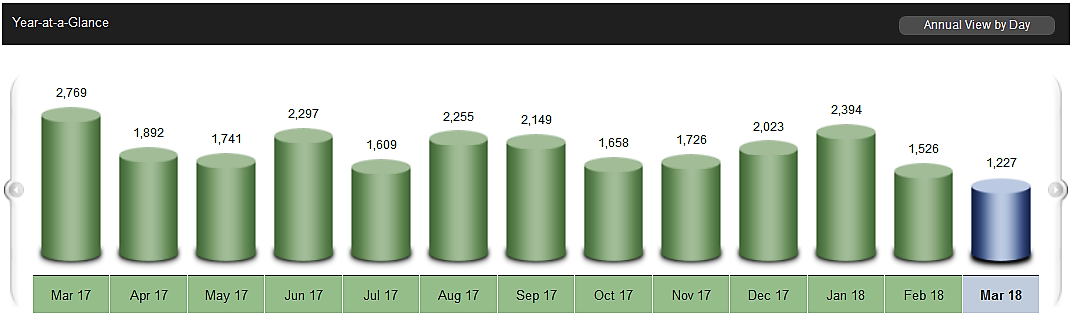 Year-at-a-Glance
Annual View by Day
2,769
1,892
1,741
2,297
1,609
2,255
2,149
1,658
1,726
2,023
2,394
1,526
1,227
Mar 17
Apr 17
May 17
Jun 17
Jul 17
Aug 17
Sep 17
Oct 17
Nov 17
Dec 17
Jan 18
Feb 18
Mar 18